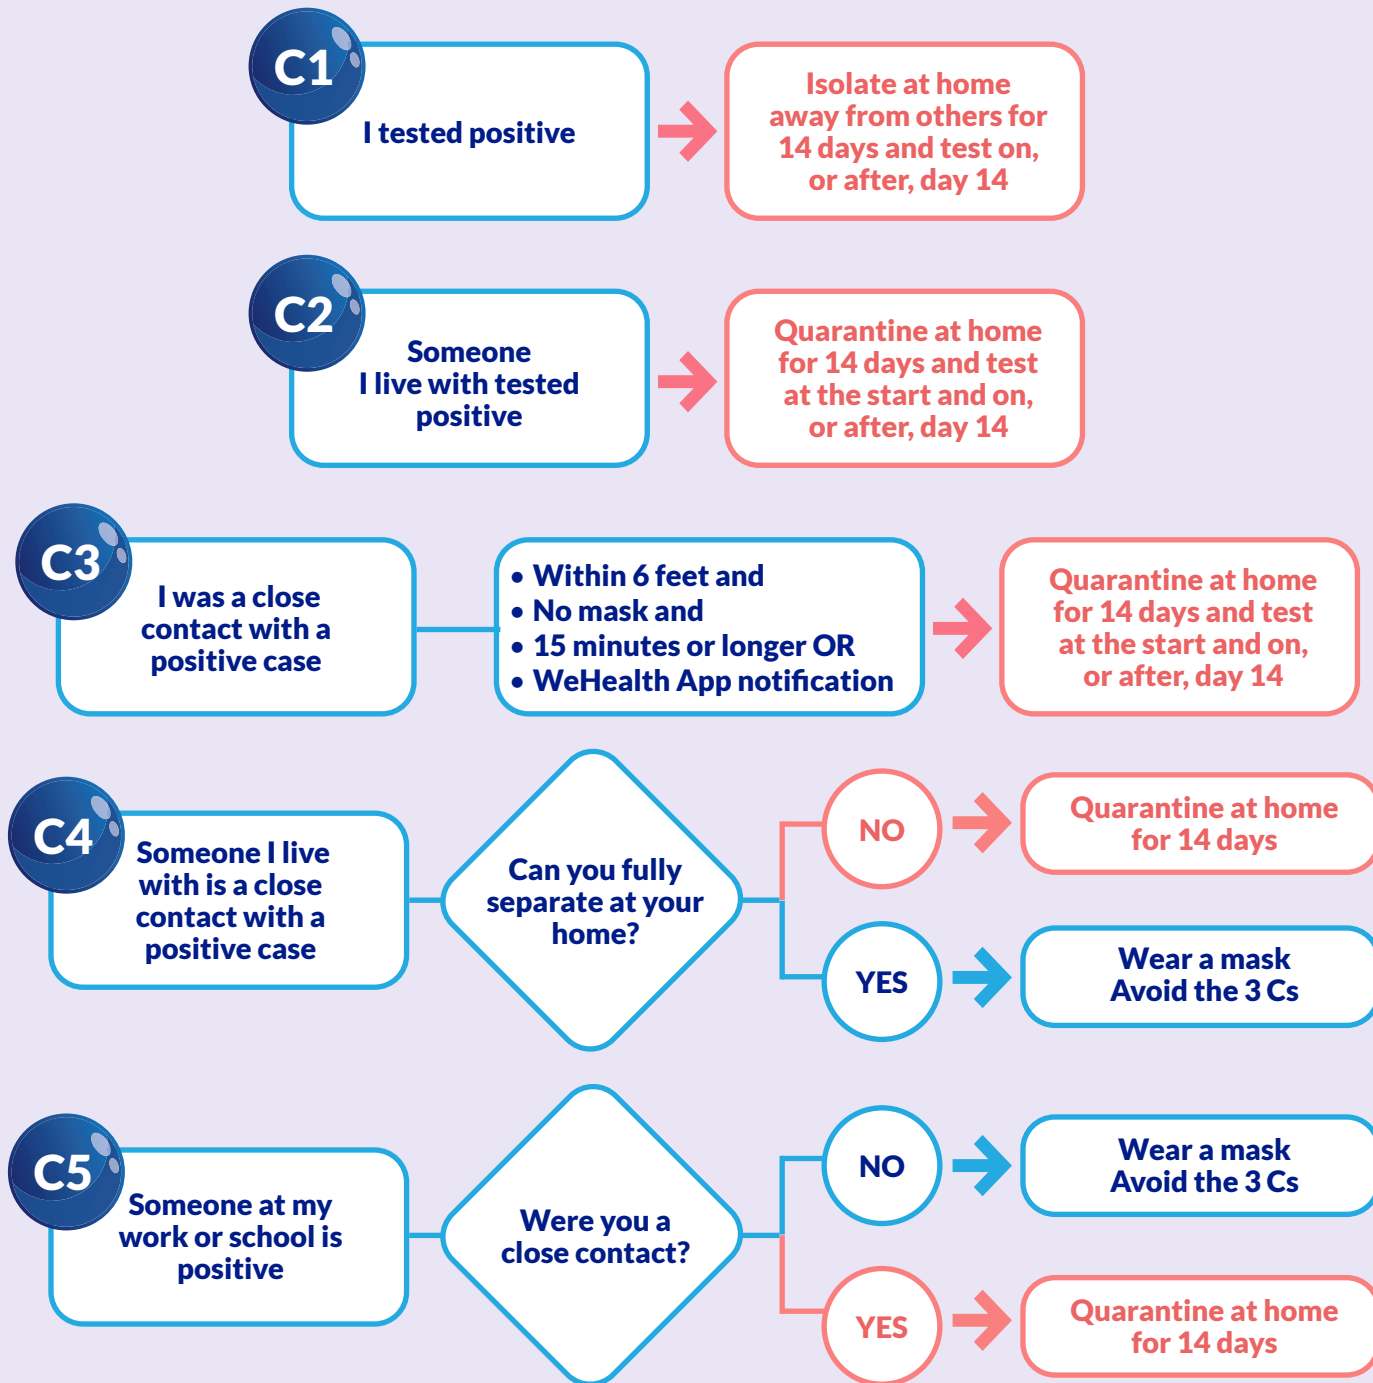 C1
I tested positive
Isolate at home
away from others for
14 days and test on,
or after, day 14
C2
Someone
I live with tested
positive
Quarantine at home
for 14 days and test
at the start and on,
or after, day 14
C3
I was a close
contact with a
positive case
• Within 6 feet and
• No mask and
• 15 minutes or longer OR
• WeHealth App notification
Quarantine at home
for 14 days and test
at the start and on,
or after, day 14
C4
Someone I live
with is a close
contact with a
positive case
Can you fully
separate at your
home?
NO
Quarantine at home
for 14 days
YES
Wear a mask
Avoid the 3 Cs
C5
Someone at my
work or school is
positive
Were you a
close contact?
NO
Wear a mask
Avoid the 3 Cs
YES
Quarantine at home
for 14 days